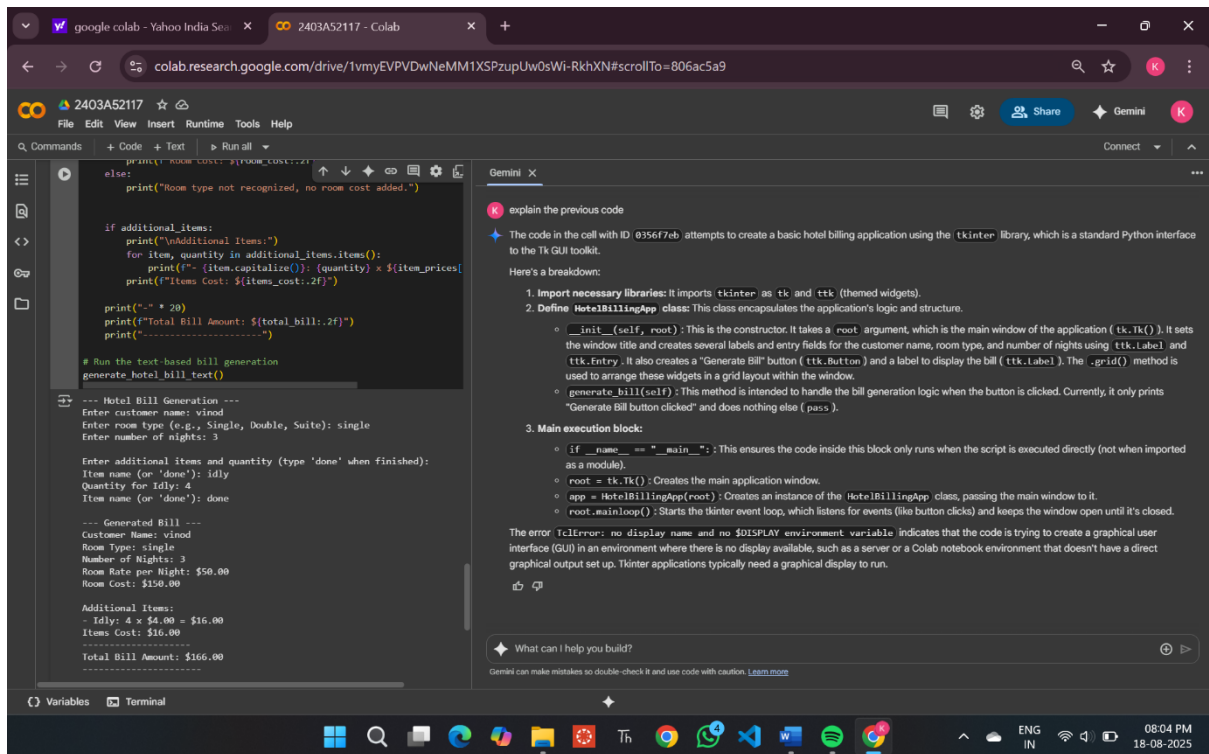 google colab - Yahoo India Sea
2403A52117 - Colab
colab.research.google.com/drive/1vmyEVPVDwNeMM1XSPzupUw0sWi-RkhXN#scrollTo=806ac5a9
K
2403A52117
File Edit View Insert Runtime Tools Help
Share
Gemini
K
Commands + Code + Text Run all
Connect
print(f"Room Cost: ${room_cost:.2f
else:
print("Room type not recognized, no room cost added.")
if additional_items:
print("\nAdditional Items:")
for item, quantity in additional_items.items():
print(f"- {item.capitalize()}: {quantity} x ${item_prices[
print(f"Items Cost: ${items_cost:.2f}")
print("-" * 20)
print(f"Total Bill Amount: ${total_bill:.2f}")
print("----------------------")
# Run the text-based bill generation
generate_hotel_bill_text()
--- Hotel Bill Generation ---
Enter customer name: vinod
Enter room type (e.g., Single, Double, Suite): single
Enter number of nights: 3
Enter additional items and quantity (type 'done' when finished):
Item name (or 'done'): idly
Quantity for Idly: 4
Item name (or 'done'): done
--- Generated Bill ---
Customer Name: vinod
Room Type: single
Number of Nights: 3
Room Rate per Night: $50.00
Room Cost: $150.00
Additional Items:
- Idly: 4 x $4.00 = $16.00
Items Cost: $16.00
--------------------
Total Bill Amount: $166.00
----------------------
Gemini
K explain the previous code
The code in the cell with ID 0356f7eb attempts to create a basic hotel billing application using the tkinter library, which is a standard Python interface
to the Tk GUI toolkit.
Here's a breakdown:
1. Import necessary libraries: It imports tkinter as tk and ttk (themed widgets).
2. Define HotelBillingApp class: This class encapsulates the application's logic and structure.
__init__(self, root) : This is the constructor. It takes a root argument, which is the main window of the application ( tk.Tk() ). It sets
the window title and creates several labels and entry fields for the customer name, room type, and number of nights using ttk.Label and
ttk.Entry . It also creates a "Generate Bill" button ( ttk.Button ) and a label to display the bill ( ttk.Label ). The .grid() method is
used to arrange these widgets in a grid layout within the window.
generate_bill(self) : This method is intended to handle the bill generation logic when the button is clicked. Currently, it only prints
"Generate Bill button clicked" and does nothing else ( pass ).
3. Main execution block:
if __name__ == "__main__": : This ensures the code inside this block only runs when the script is executed directly (not when imported
as a module).
root = tk.Tk() : Creates the main application window.
app = HotelBillingApp(root) : Creates an instance of the HotelBillingApp class, passing the main window to it.
root.mainloop() : Starts the tkinter event loop, which listens for events (like button clicks) and keeps the window open until it's closed.
The error TclError: no display name and no $DISPLAY environment variable indicates that the code is trying to create a graphical user
interface (GUI) in an environment where there is no display available, such as a server or a Colab notebook environment that doesn't have a direct
graphical output set up. Tkinter applications typically need a graphical display to run.
What can I help you build?
Gemini can make mistakes so double-check it and use code with caution. Learn more
Variables Terminal
ENG
IN
08:04 PM
18-08-2025